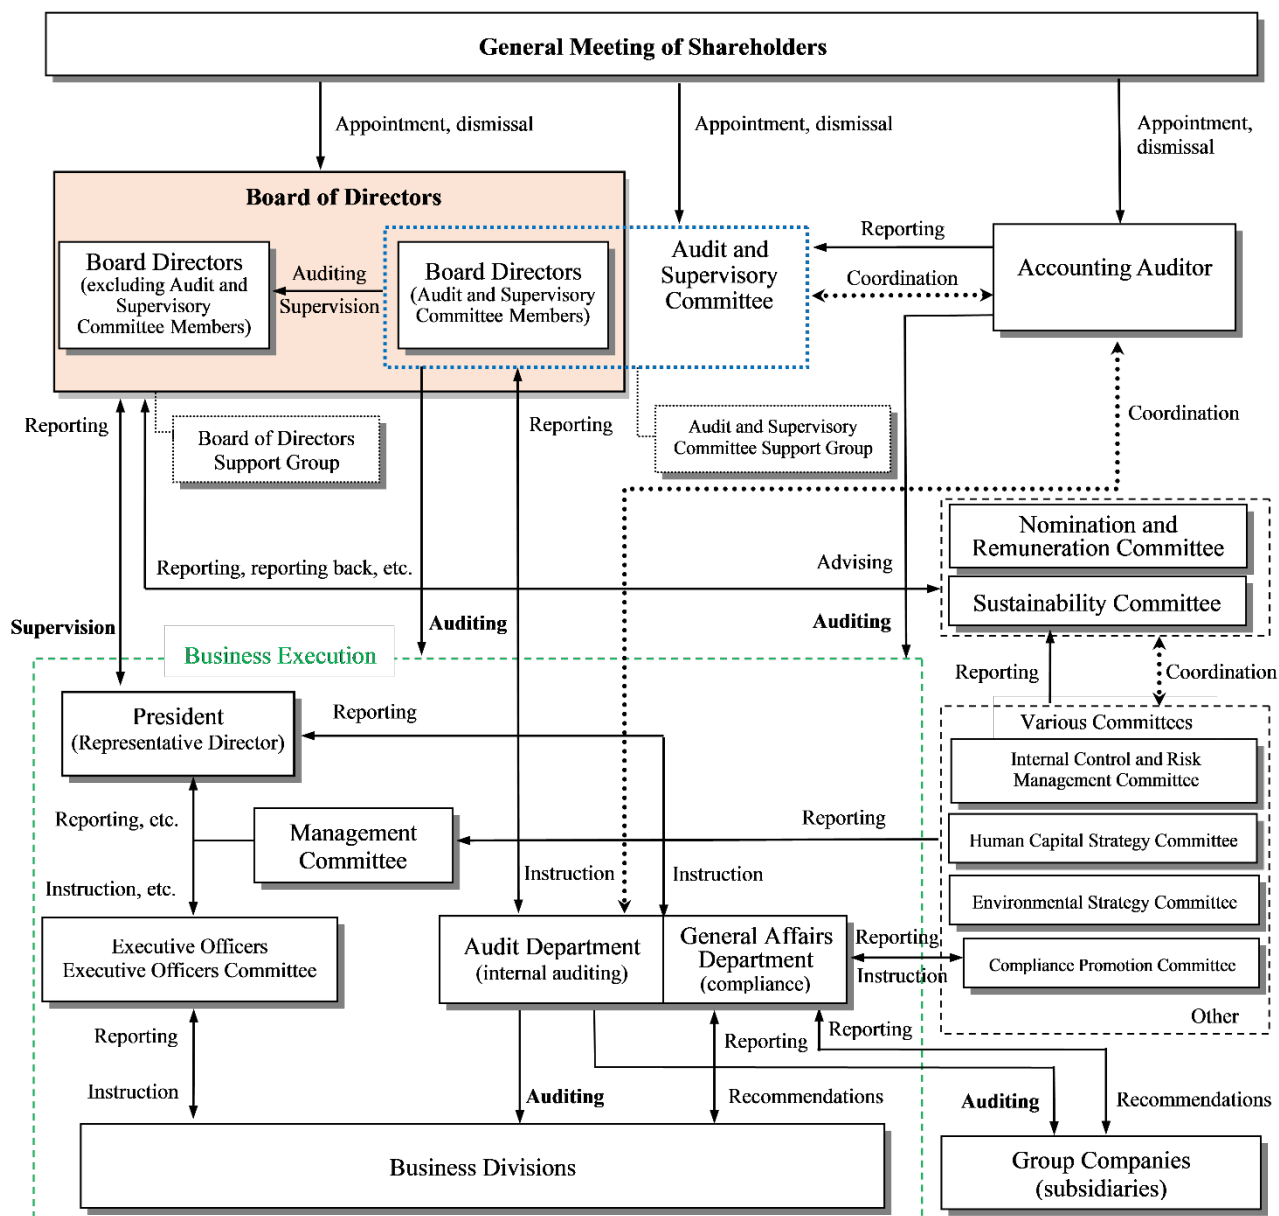 General Meeting of Shareholders
Appointment, dismissal
Appointment, dismissal
Appointment,
dismissal
Board of Directors
Board Directors
(excluding Audit and
Supervisory
Committee Members)
Auditing
Supervision
Board Directors
(Audit and Supervisory
Committee Members)
Audit and
Supervisory
Committee
Reporting
Coordination
Accounting Auditor
Reporting
Board of Directors
Support Group
Reporting
Audit and Supervisory
Committee Support Group
Coordination
Nomination and
Remuneration Committee
Sustainability Committee
Reporting, reporting back, etc.
Advising
Supervision
Auditing
Auditing
Business Execution
Reporting
Coordination
President
(Representative Director)
Reporting
Various Committees
Internal Control and Risk
Management Committee
Human Capital Strategy Committee
Environmental Strategy Committee
Compliance Promotion Committee
Other
Reporting, etc.
Management
Committee
Reporting
Instruction, etc.
Instruction
Instruction
Executive Officers
Executive Officers Committee
Audit Department
(internal auditing)
General Affairs
Department
(compliance)
Reporting
Instruction
Reporting
Instruction
Auditing
Reporting
Recommendations
Reporting
Auditing
Recommendations
Business Divisions
Group Companies
(subsidiaries)